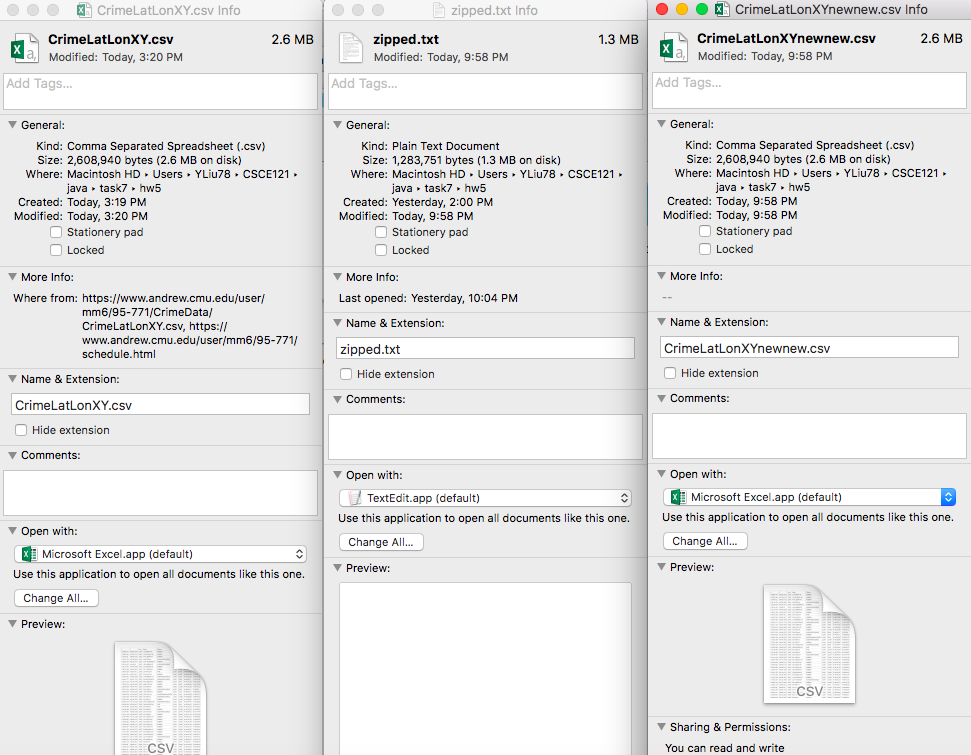 CrimeLatLonXY.csv Info
CrimeLatLonXY.csv 2.6 MB
Modified: Today, 3:20 PM
Add Tags...
General:
Kind: Comma Separated Spreadsheet (.csv)
Size: 2,608,940 bytes (2.6 MB on disk)
Where: Macintosh HD ▸ Users ▸ YLiu78 ▸ CSCE121 ▸
java ▸ task7 ▸ hw5
Created: Today, 3:19 PM
Modified: Today, 3:20 PM
Stationery pad
Locked
More Info:
Where from: https://www.andrew.cmu.edu/user/
mm6/95-771/CrimeData/
CrimeLatLonXY.csv, https://
www.andrew.cmu.edu/user/mm6/95-771/
schedule.html
Name & Extension:
CrimeLatLonXY.csv
Hide extension
Comments:
Open with:
Microsoft Excel.app (default)
Use this application to open all documents like this one.
Change All...
Preview:
CSV
zipped.txt Info
zipped.txt 1.3 MB
Modified: Today, 9:58 PM
Add Tags...
General:
Kind: Plain Text Document
Size: 1,283,751 bytes (1.3 MB on disk)
Where: Macintosh HD ▸ Users ▸ YLiu78 ▸ CSCE121 ▸
java ▸ task7 ▸ hw5
Created: Yesterday, 2:00 PM
Modified: Today, 9:58 PM
Stationery pad
Locked
More Info:
Last opened: Yesterday, 10:04 PM
Name & Extension:
zipped.txt
Hide extension
Comments:
Open with:
TextEdit.app (default)
Use this application to open all documents like this one.
Change All...
Preview:
CrimeLatLonXYnewnew.csv Info
CrimeLatLonXYnewnew.csv 2.6 MB
Modified: Today, 9:58 PM
Add Tags...
General:
Kind: Comma Separated Spreadsheet (.csv)
Size: 2,608,940 bytes (2.6 MB on disk)
Where: Macintosh HD ▸ Users ▸ YLiu78 ▸ CSCE121 ▸
java ▸ task7 ▸ hw5
Created: Today, 9:58 PM
Modified: Today, 9:58 PM
Stationery pad
Locked
More Info:
--
Name & Extension:
CrimeLatLonXYnewnew.csv
Hide extension
Comments:
Open with:
Microsoft Excel.app (default)
Use this application to open all documents like this one.
Change All...
Preview:
CSV
Sharing & Permissions:
You can read and write